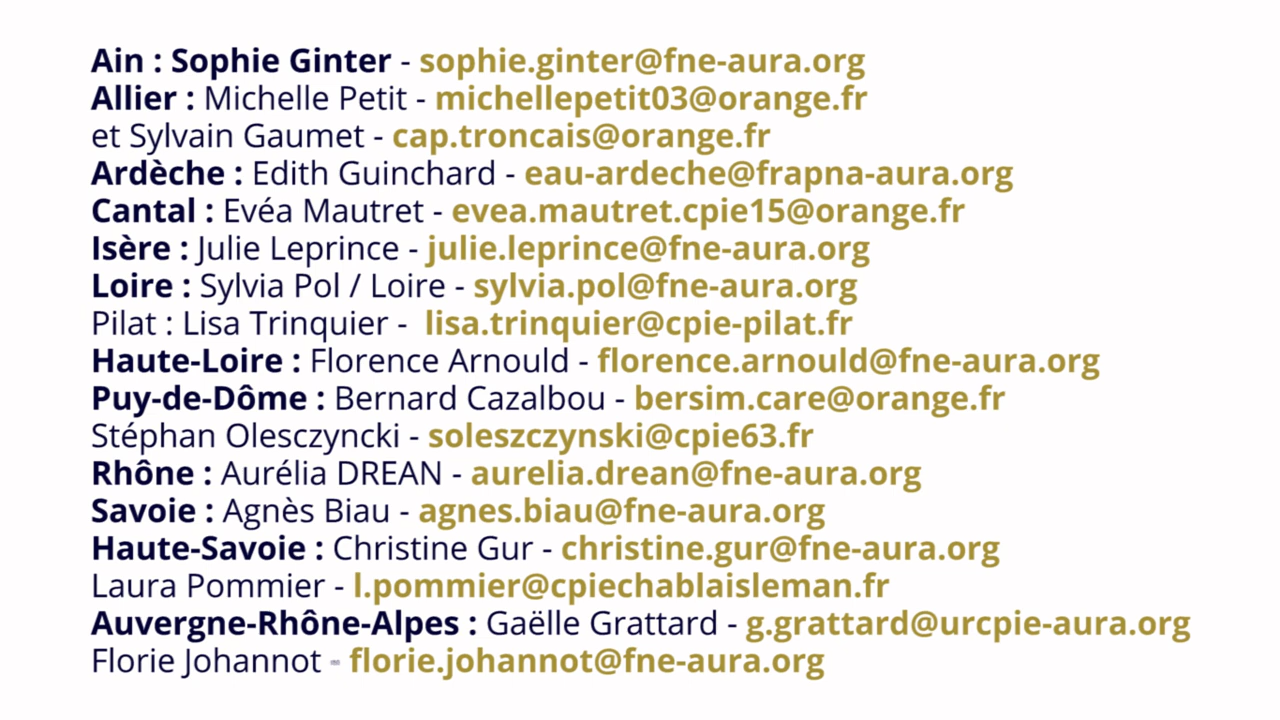 Ain : Sophie Ginter - sophie.ginter@fne-aura.org
Allier : Michelle Petit - michellepetit03@orange.fr
et Sylvain Gaumet - cap.troncais@orange.fr
Ardèche : Edith Guinchard - eau-ardeche@frapna-aura.org
Cantal : Evéa Mautret - evea.mautret.cpie15@orange.fr
Isère : Julie Leprince - julie.leprince@fne-aura.org
Loire : Sylvia Pol / Loire - sylvia.pol@fne-aura.org
Pilat : Lisa Trinquier - lisa.trinquier@cpie-pilat.fr
Haute-Loire : Florence Arnould - florence.arnould@fne-aura.org
Puy-de-Dôme : Bernard Cazalbou - bersim.care@orange.fr
Stéphan Olesczyncki - soleszczynski@cpie63.fr
Rhône : Aurélia DREAN - aurelia.drean@fne-aura.org
Savoie : Agnès Biau - agnes.biau@fne-aura.org
Haute-Savoie : Christine Gur - christine.gur@fne-aura.org
Laura Pommier - l.pommier@cpiechablaisleman.fr
Auvergne-Rhône-Alpes : Gaëlle Grattard - g.grattard@urcpie-aura.org
Florie Johannot - florie.johannot@fne-aura.org